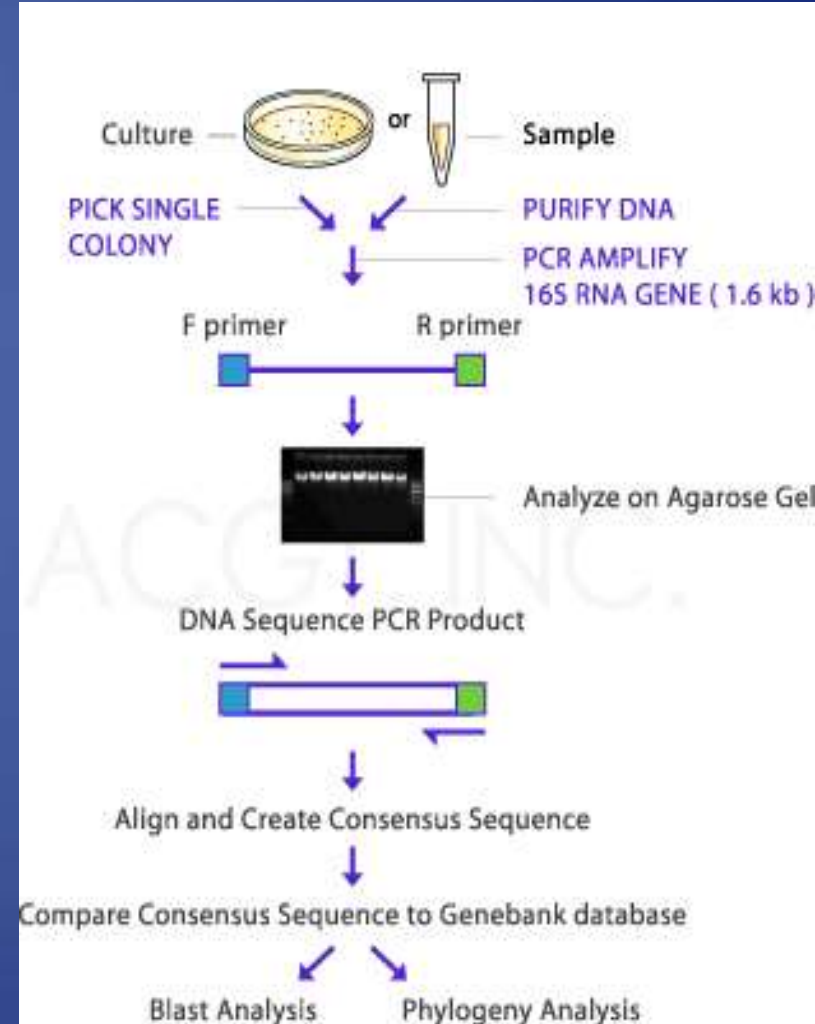 Culture
or
Sample
PICK SINGLE
COLONY
PURIFY DNA
PCR AMPLIFY
16S RNA GENE ( 1.6 kb )
F primer
R primer
Analyze on Agarose Gel
ACGT INC.
DNA Sequence PCR Product
Align and Create Consensus Sequence
Compare Consensus Sequence to Genebank database
Blast Analysis
Phylogeny Analysis